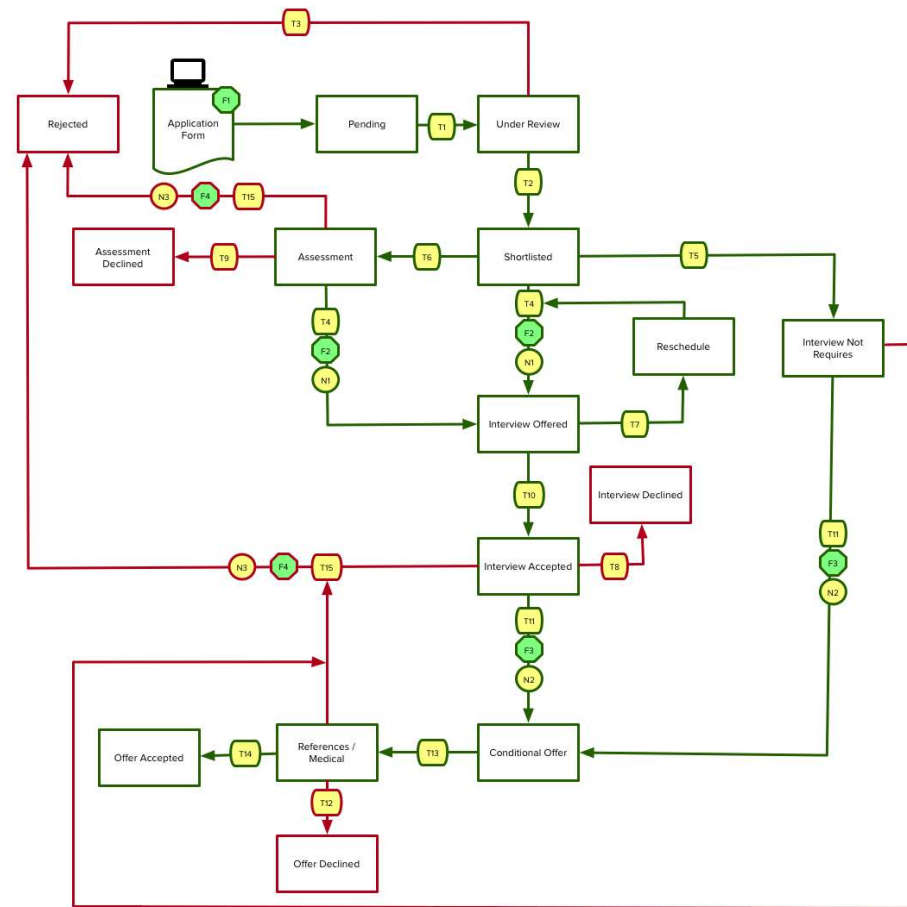 T3
F1
Rejected
Application
Form
Pending
T1
Under Review
T2
N3
F4
T15
Assessment
Declined
T9
Assessment
T6
Shortlisted
T5
T4
F2
N1
T4
F2
N1
Reschedule
Interview Not
Requires
Interview Offered
T7
T10
Interview Declined
T11
F3
N2
N3
F4
T15
Interview Accepted
T8
T11
F3
N2
Offer Accepted
T14
References /
Medical
T13
Conditional Offer
T12
Offer Declined